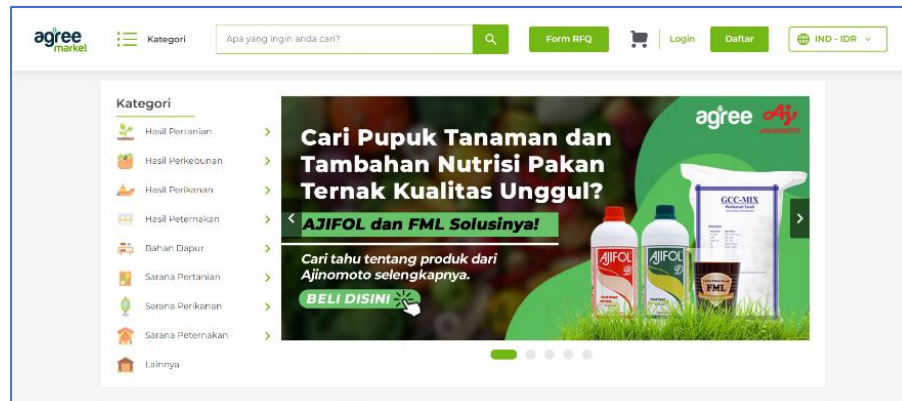 agree
market
Kategori
Apa yang ingin anda cari?
Form RFQ
Login
Daftar
IND - IDR
Kategori
Hasil Pertanian
Hasil Perkebunan
Hasil Perikanan
Hasil Peternakan
Bahan Dapur
Sarana Pertanian
Sarana Perikanan
Sarana Peternakan
Lainnya
agree
AJINOMOTO
Cari Pupuk Tanaman dan
Tambahan Nutrisi Pakan
Ternak Kualitas Unggul?
AJIFOL dan FML Solusinya!
Cari tahu tentang produk dari
Ajinomoto selengkapnya.
BELI DISINI
GCC-MIX
AJIFOL
AJIFOL
FML